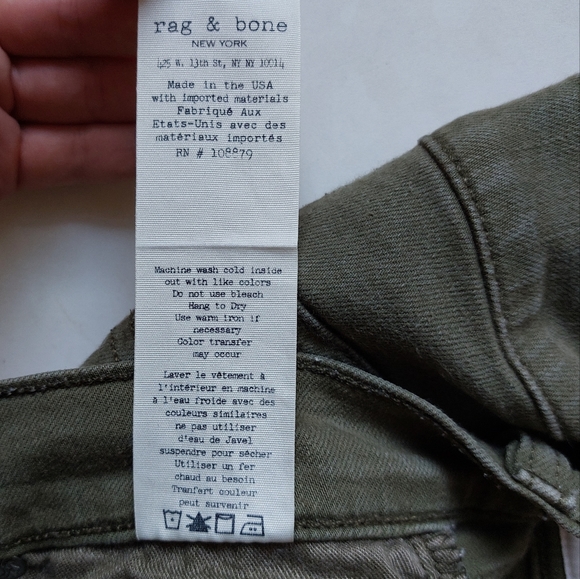 rag & bone
NEW YORK
425 W. 13th St, NY NY 10014
Made in the USA
with imported materials
Fabriqué Aux
Etats-Unis avec des
matériaux importés
RN # 108879
Machine wash cold inside
out with like colors
Do not use bleach
Hang to Dry
Use warm iron if
necessary
Color transfer
may occur
Laver le vêtement à
l'intérieur en machine
à l'eau froide avec des
couleurs similaires
ne pas utiliser
d'eau de Javel
suspendre pour sécher
Utiliser un fer
chaud au besoin
Tranfert couleur
peut survenir